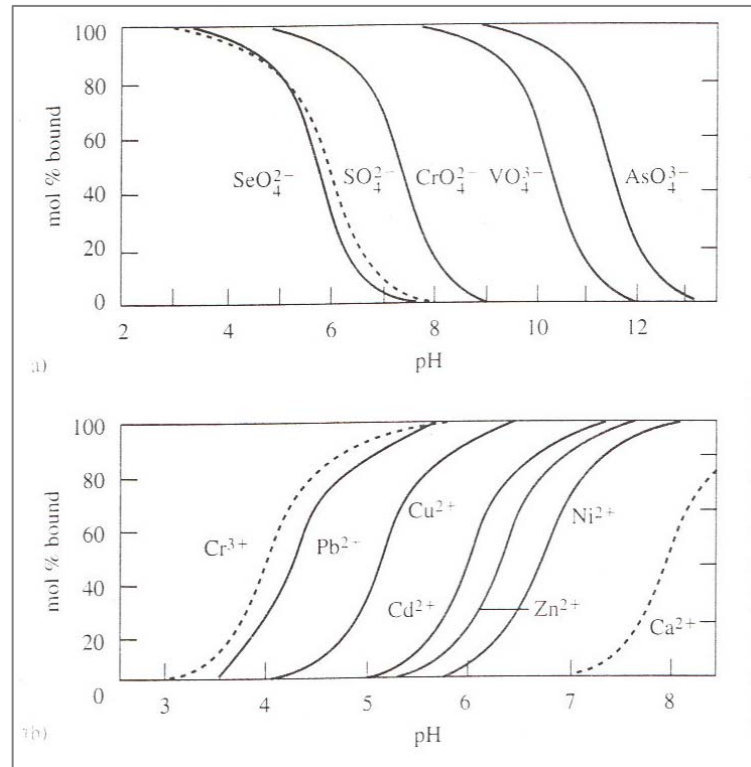 100
80
60
40
20
0
mol % bound
SeO₄²⁻ SO₄²⁻ CrO₄²⁻ VO₄³⁻ AsO₄³⁻
2 4 6 8 10 12
pH
a)
100
80
60
40
20
0
mol % bound
Cr³⁺ Pb²⁻ Cu²⁺ Cd²⁺ Zn²⁺ Ni²⁺ Ca²⁺
3 4 5 6 7 8
pH
b)